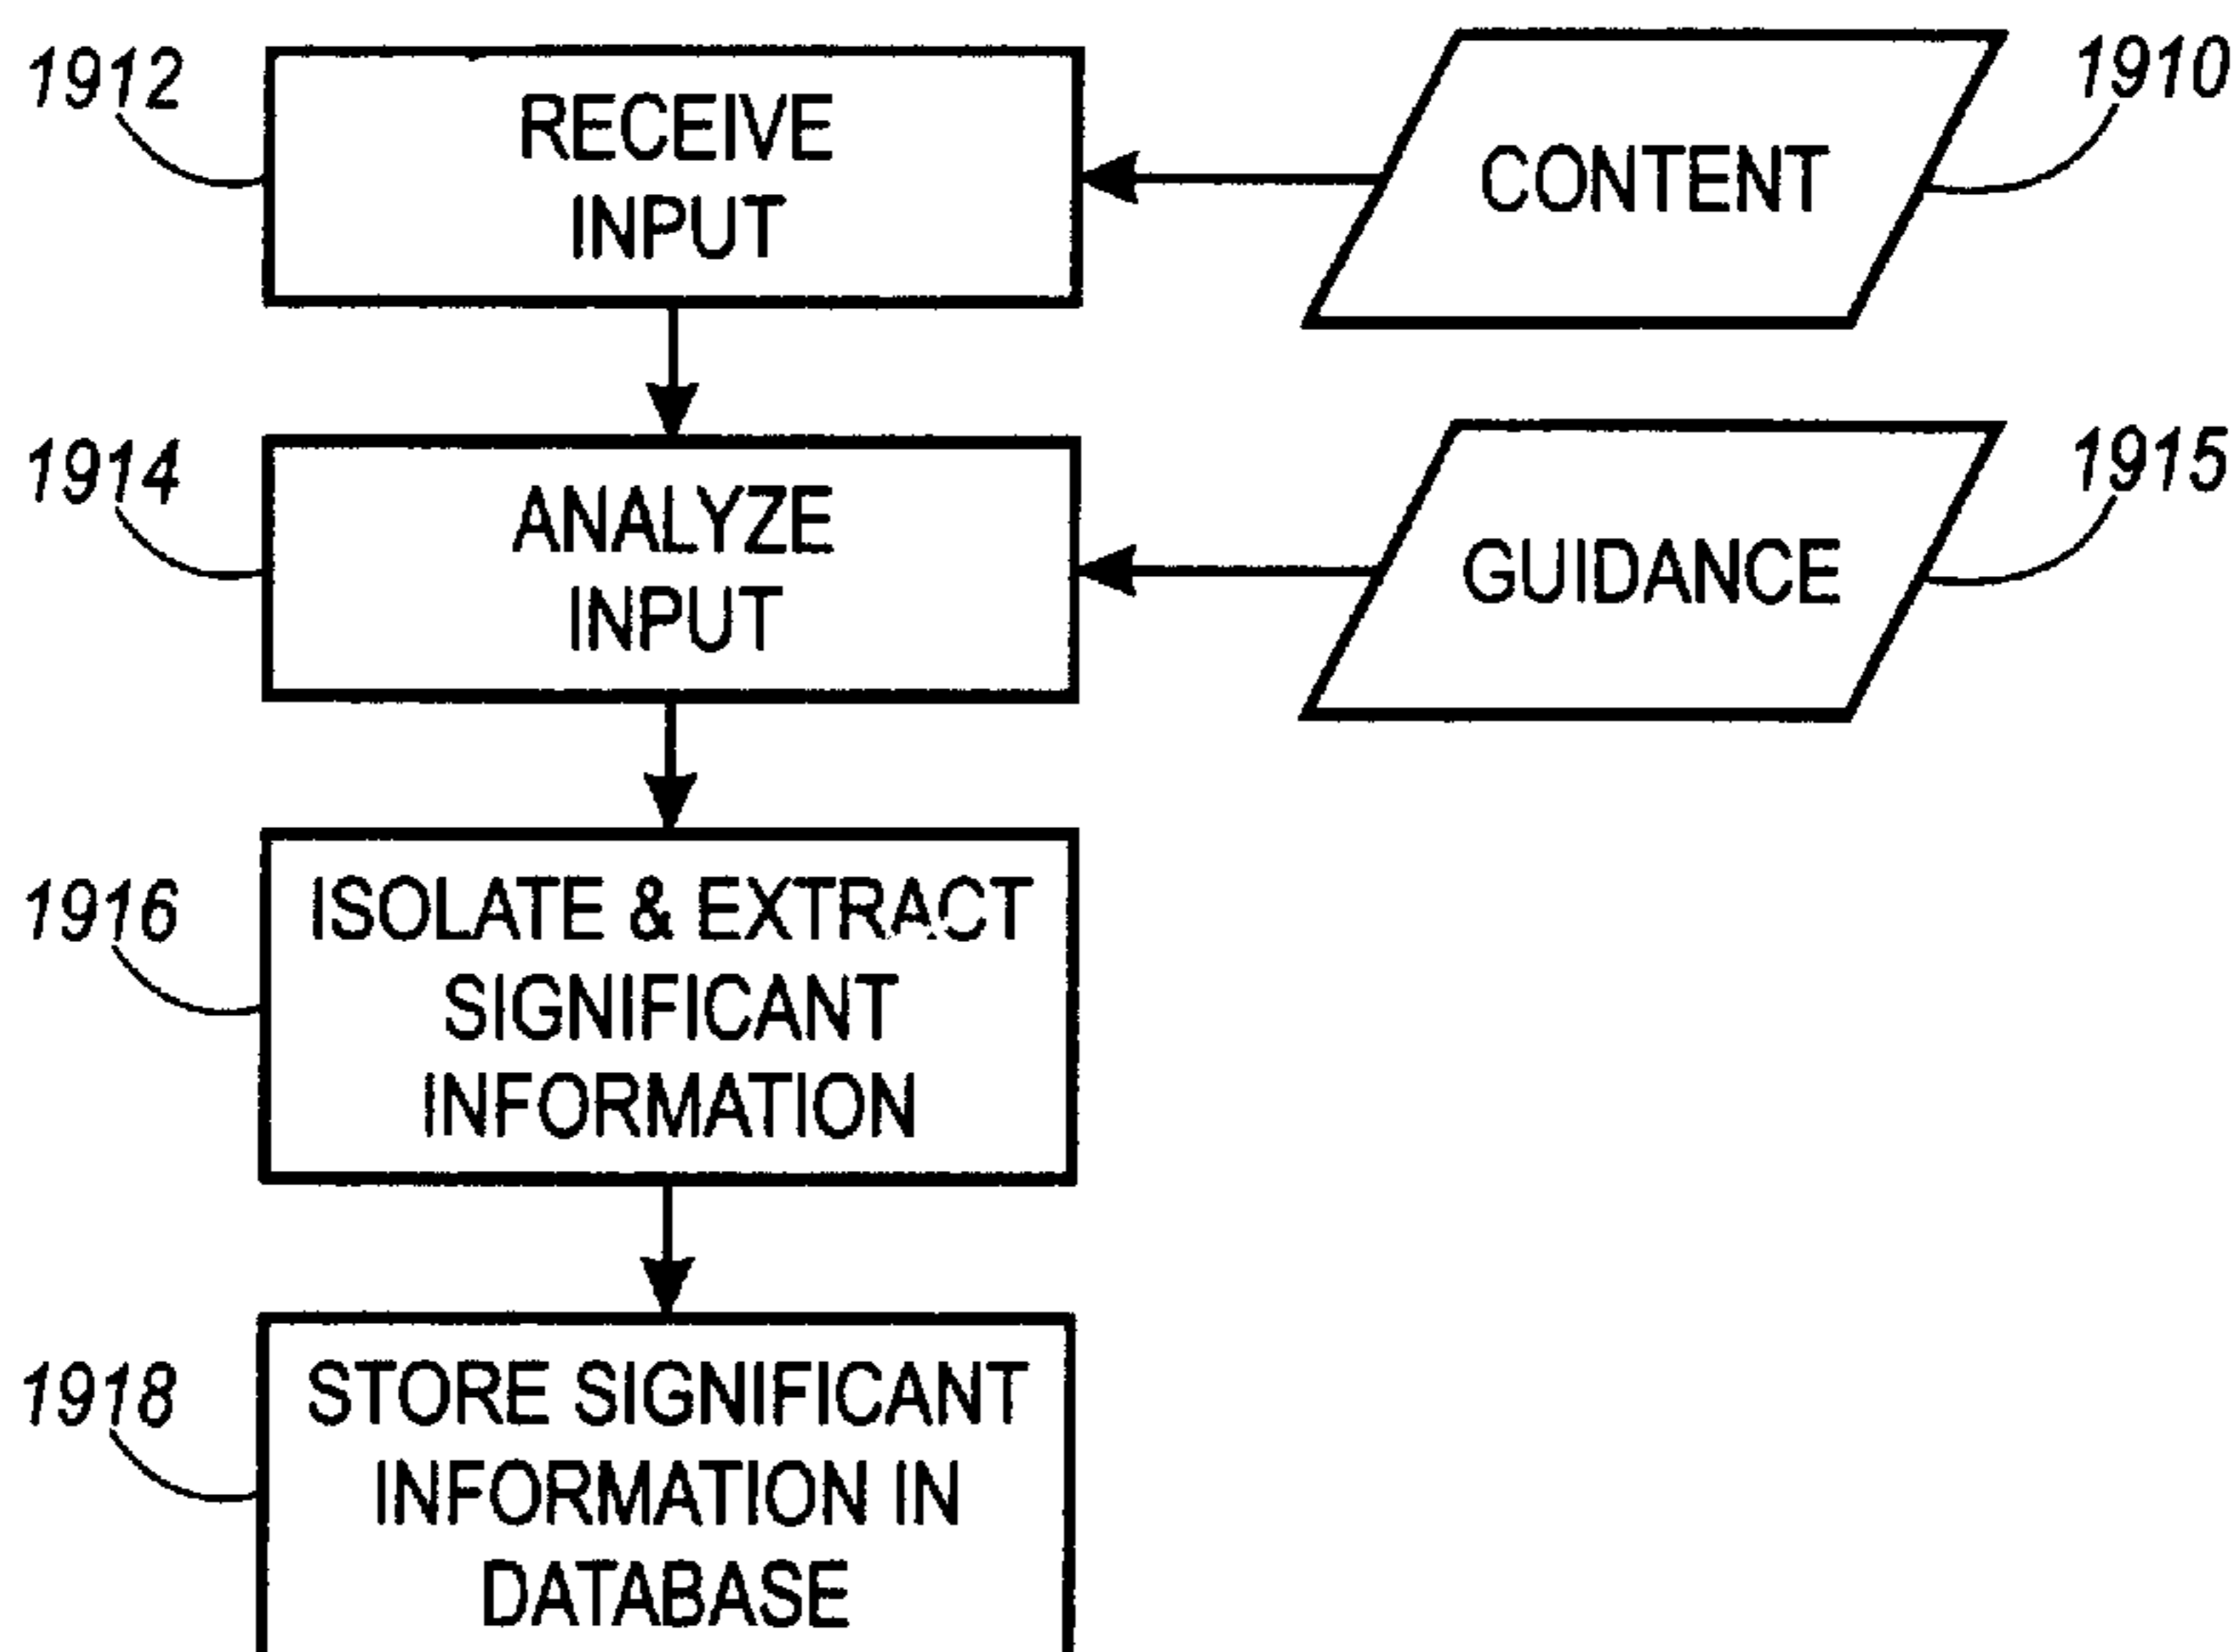 1912
RECEIVE
INPUT
CONTENT
1910
1914
ANALYZE
INPUT
GUIDANCE
1915
1916
ISOLATE & EXTRACT
SIGNIFICANT
INFORMATION
1918
STORE SIGNIFICANT
INFORMATION IN
DATABASE